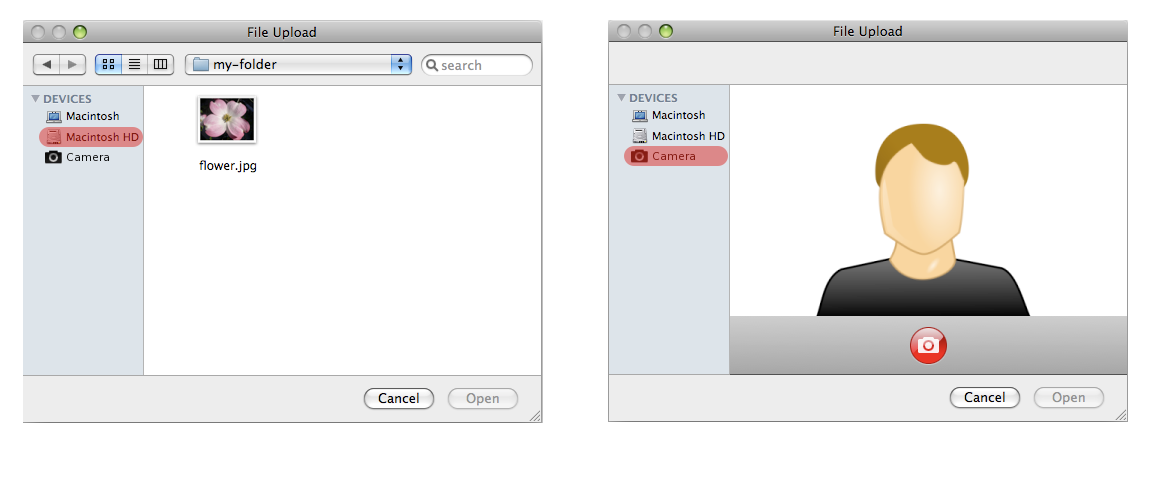 File Upload
my-folder
search
DEVICES
Macintosh
Macintosh HD
Camera
flower.jpg
Cancel
Open
File Upload
DEVICES
Macintosh
Macintosh HD
Camera
Cancel
Open